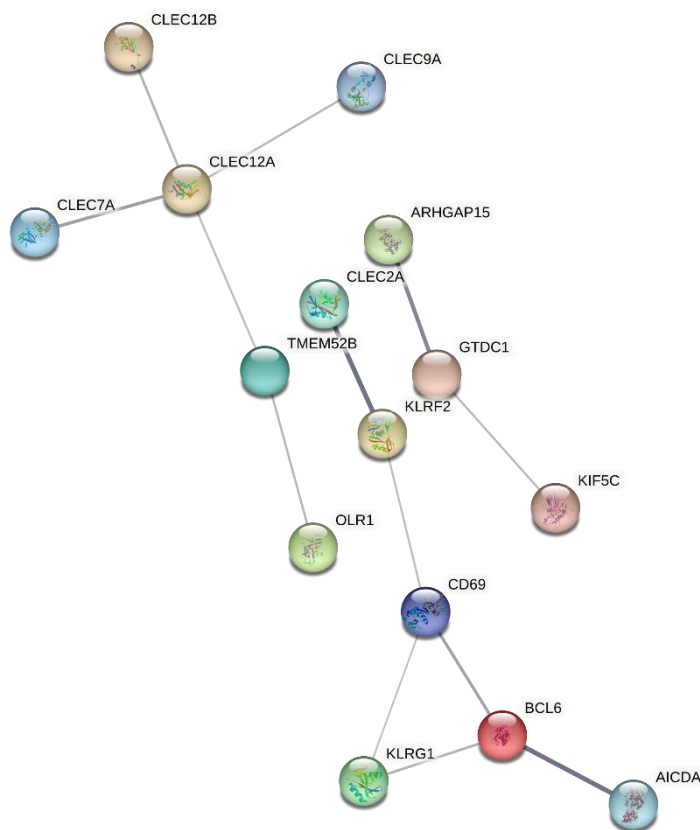 CLEC12B
CLEC9A
CLEC12A
CLEC7A
ARHGAP15
CLEC2A
TMEM52B
GTDC1
KLRF2
KIF5C
OLR1
CD69
BCL6
KLRG1
AICDA